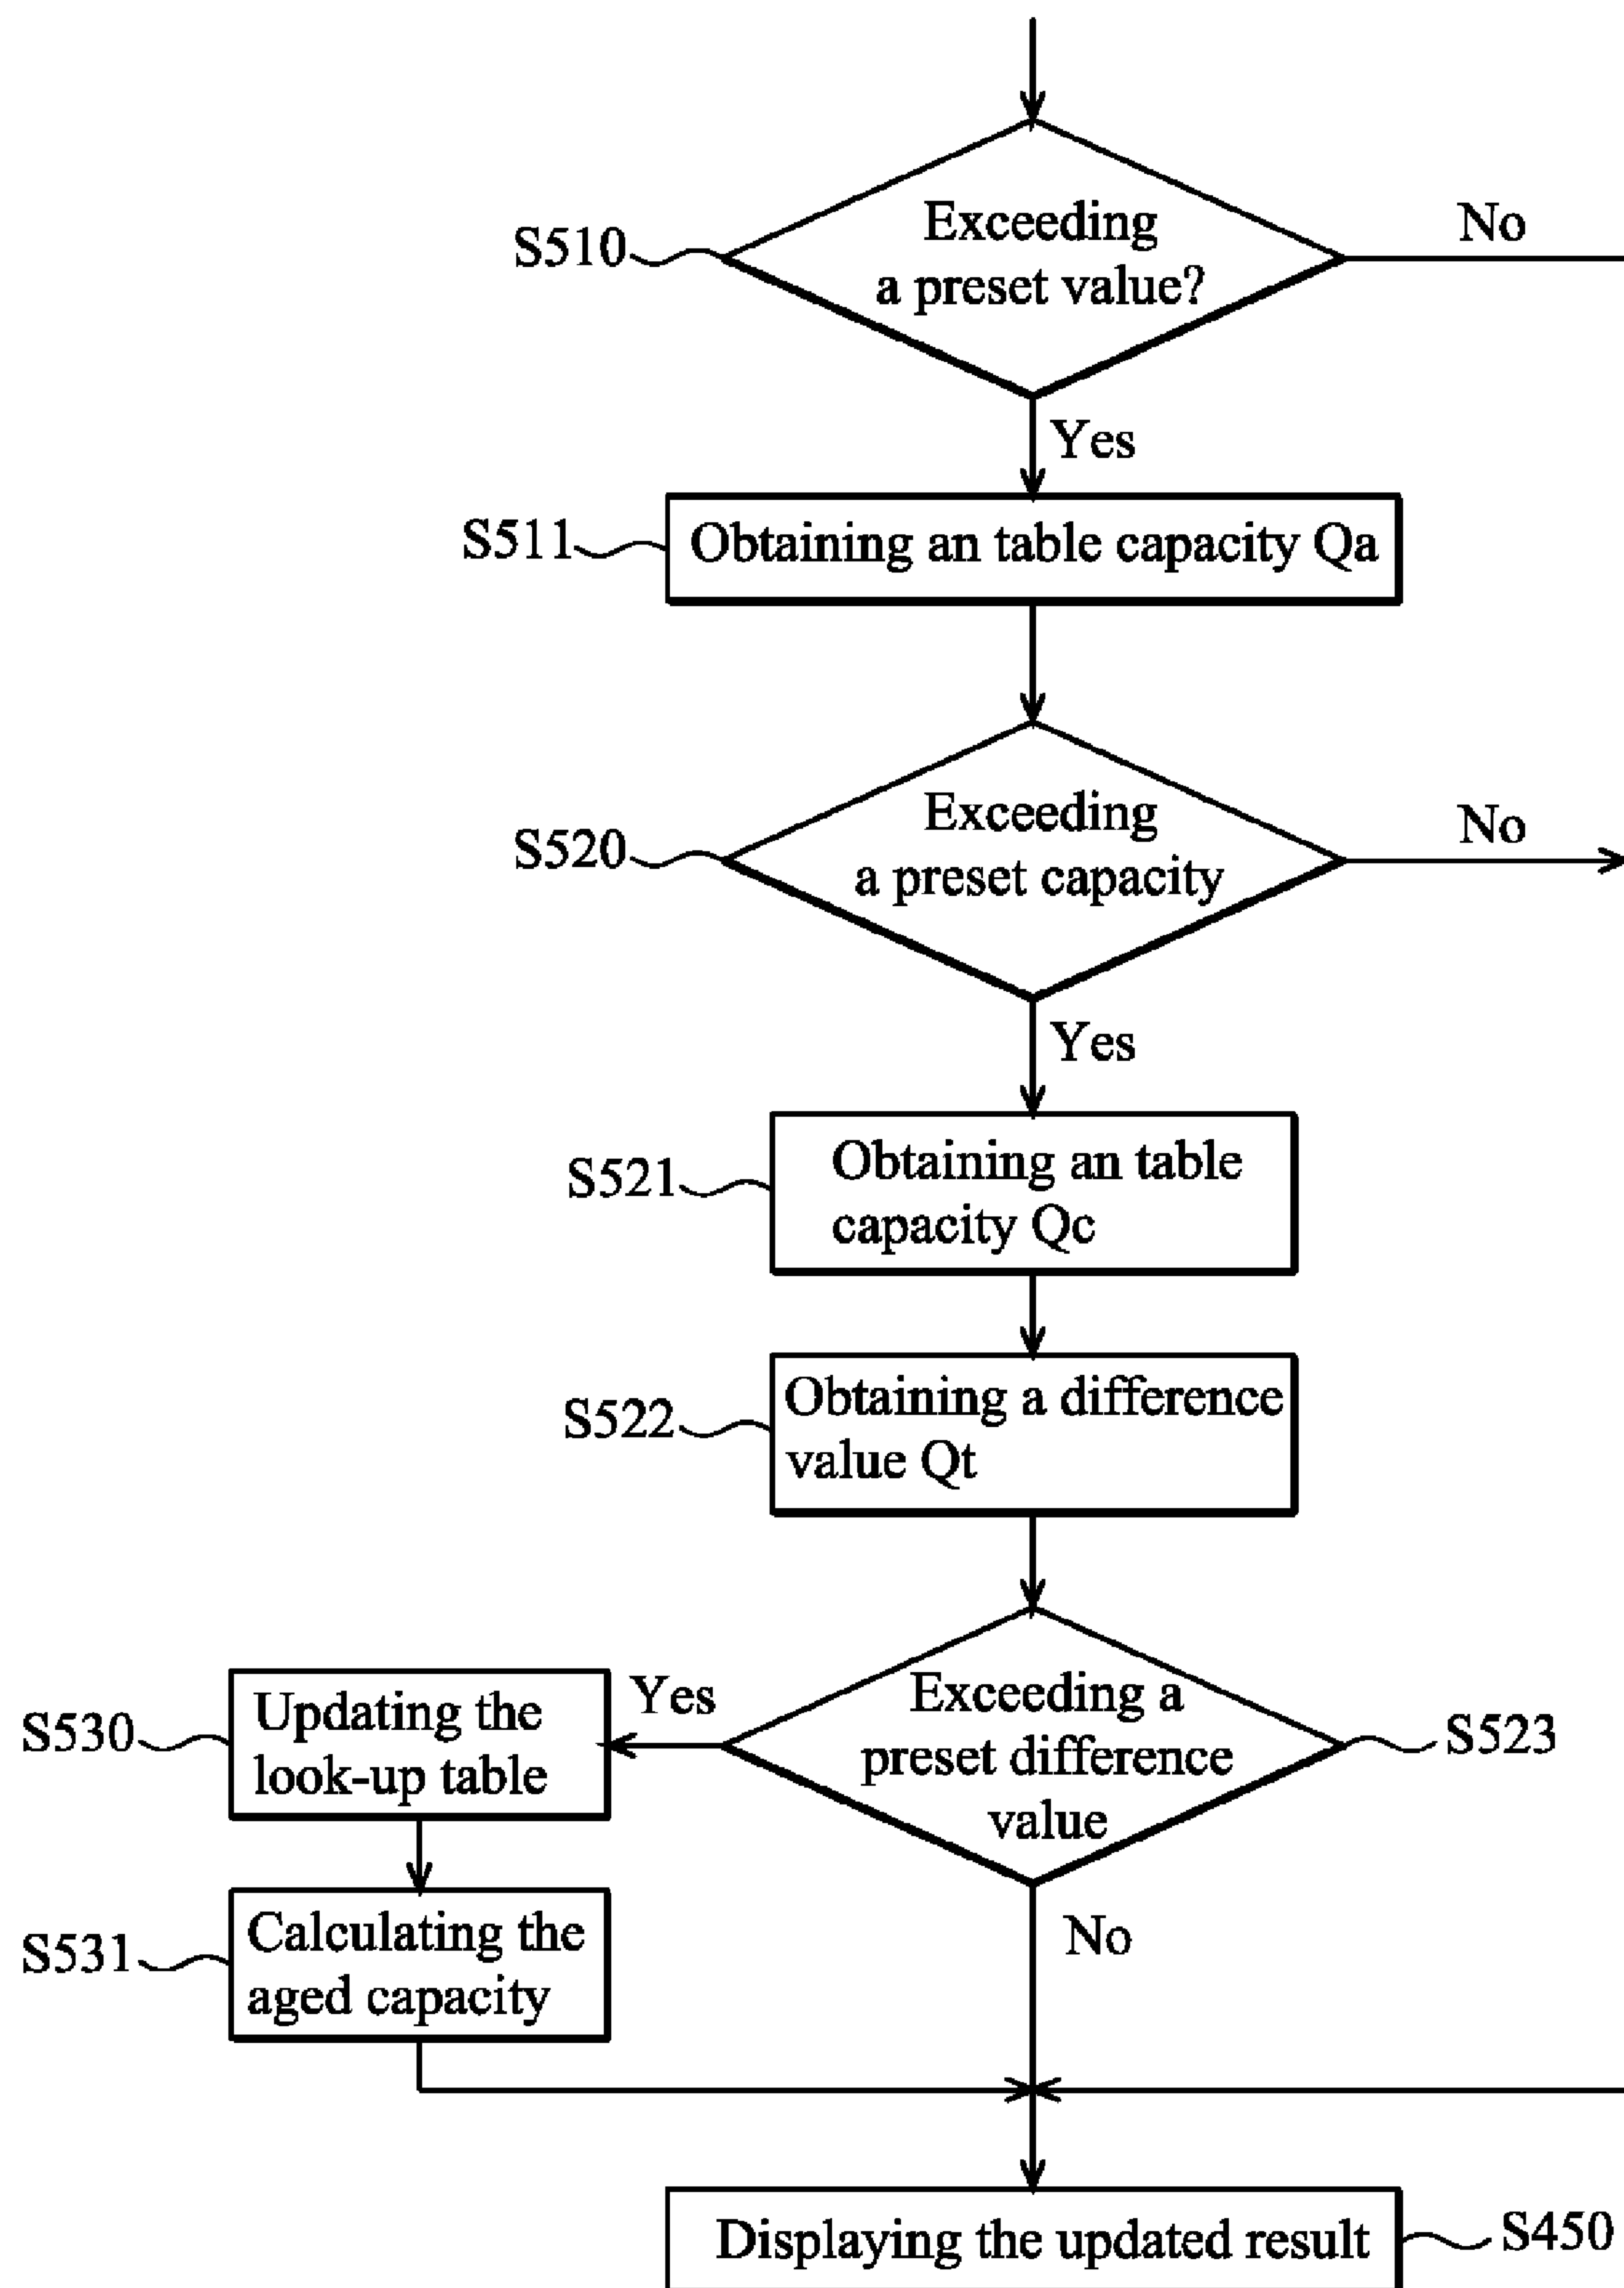 S510
Exceeding
a preset value?
No
Yes
S511
Obtaining an table capacity Qa
S520
Exceeding
a preset capacity
No
Yes
S521
Obtaining an table
capacity Qc
S522
Obtaining a difference
value Qt
S530
Updating the
look-up table
Yes
Exceeding a
preset difference
value
S523
S531
Calculating the
aged capacity
No
Displaying the updated result
S450